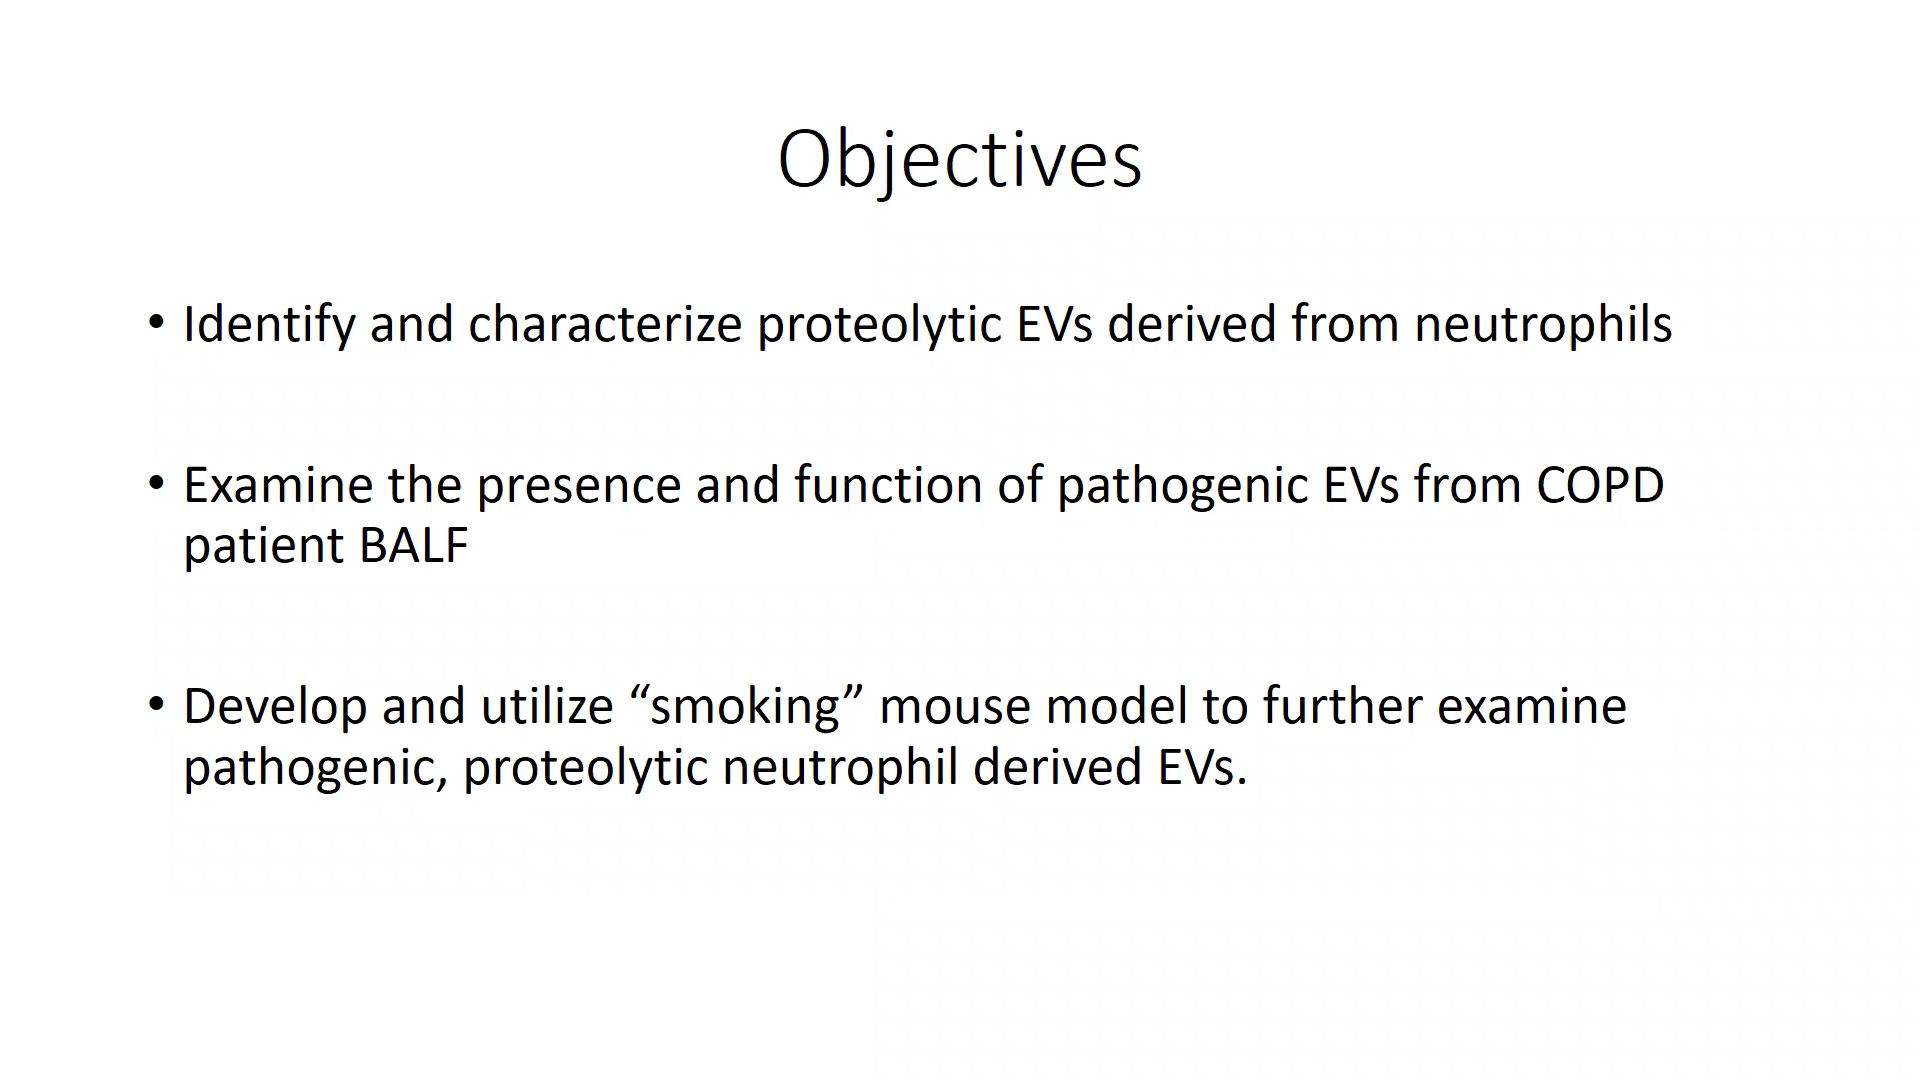 Objectives
• Identify and characterize proteolytic EVs derived from neutrophils
• Examine the presence and function of pathogenic EVs from COPD
patient BALF
• Develop and utilize “smoking” mouse model to further examine
pathogenic, proteolytic neutrophil derived EVs.